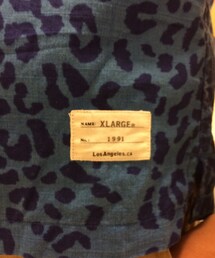 NAME: XLARGE®
No.: 1991
Los Angeles.ca